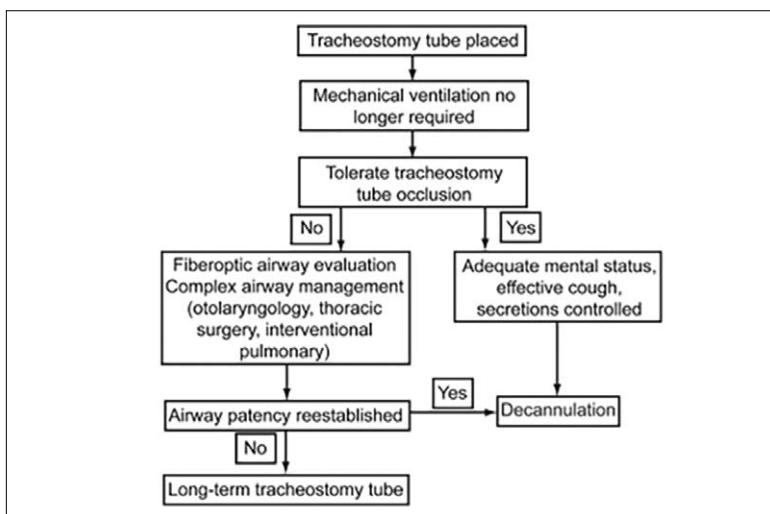 Tracheostomy tube placed
Mechanical ventilation no
longer required
Tolerate tracheostomy
tube occlusion
No
Yes
Fiberoptic airway evaluation
Complex airway management
(otolaryngology, thoracic
surgery, interventional
pulmonary)
Adequate mental status,
effective cough,
secretions controlled
Airway patency reestablished
Yes
Decannulation
No
Long-term tracheostomy tube